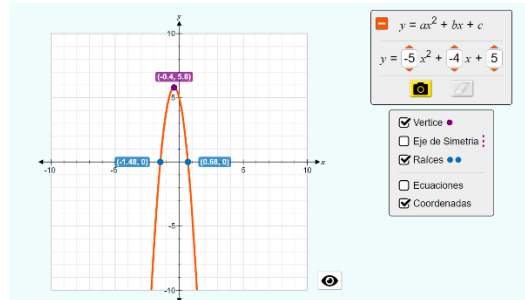 y
10
(-0.4, 5.8)
5
(-1.48, 0)
(0.68, 0)
x
-10
-5
5
10
-5
-10
y = ax² + bx + c
y = -5 x² + -4 x + 5
Vertice
Eje de Simetria
Raíces
Ecuaciones
Coordenadas